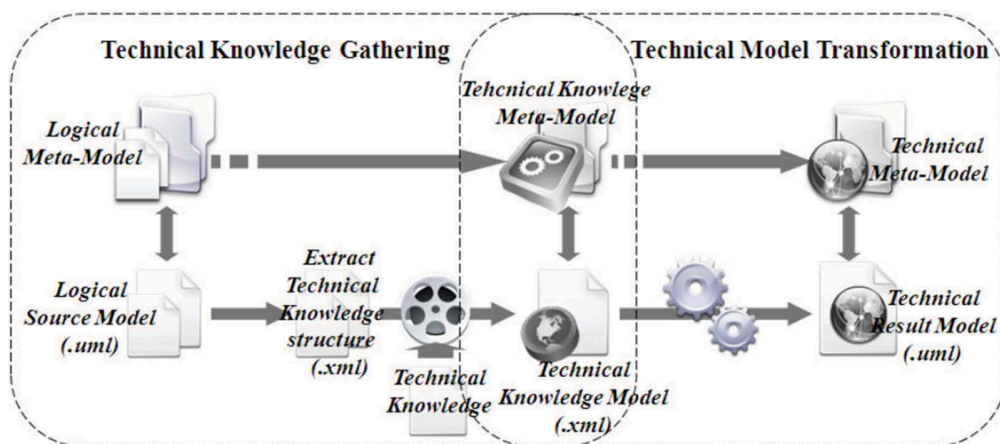 Technical Knowledge Gathering
Technical Model Transformation
Logical
Meta-Model
Tehcnical Knowlege
Meta-Model
Technical
Meta-Model
Logical
Source Model
(.uml)
Extract
Technical
Knowledge
structure
(.xml)
Technical
Knowledge
Technical
Knowledge Model
(.xml)
Technical
Result Model
(.uml)